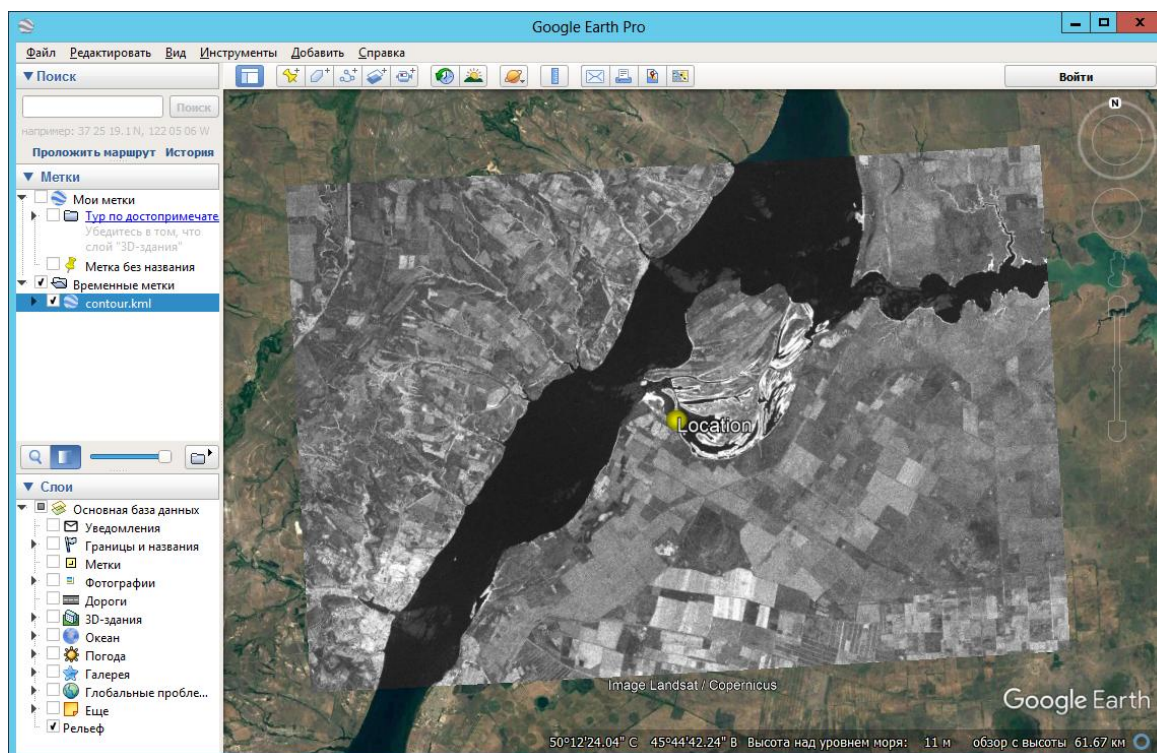 Google Earth Pro
Файл Редактировать Вид Инструменты Добавить Справка
Поиск
Войти
Поиск
например: 37 25 19.1 N, 122 05 06 W
Проложить маршрут История
Метки
Мои метки
Тур по достопримечате
Убедитесь в том, что
слой "3D-здания"
Метка без названия
Временные метки
contour.kml
Слои
Основная база данных
Уведомления
Границы и названия
Метки
Фотографии
Дороги
3D-здания
Океан
Погода
Галерея
Глобальные пробле...
Еще
Рельеф
N
Location
Image Landsat / Copernicus
Google Earth
50°12'24.04" С 45°44'42.24" В Высота над уровнем моря: 11 м обзор с высоты 61.67 км